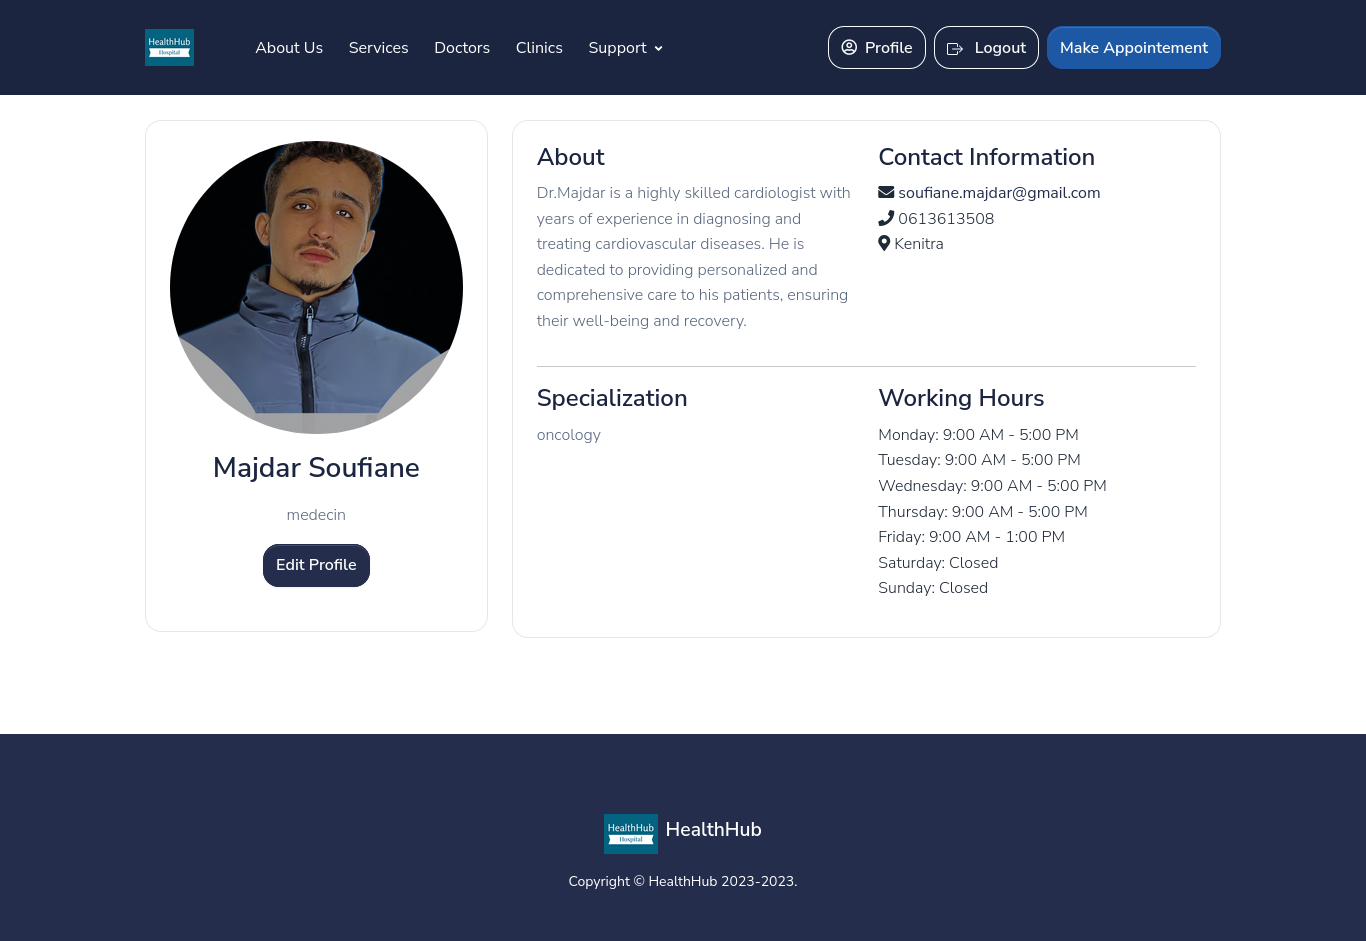 HealthHub
Hospital
About Us
Services
Doctors
Clinics
Support
Profile
Logout
Make Appointement
Majdar Soufiane
medecin
Edit Profile
About
Dr.Majdar is a highly skilled cardiologist with
years of experience in diagnosing and
treating cardiovascular diseases. He is
dedicated to providing personalized and
comprehensive care to his patients, ensuring
their well-being and recovery.
Contact Information
soufiane.majdar@gmail.com
0613613508
Kenitra
Specialization
oncology
Working Hours
Monday: 9:00 AM - 5:00 PM
Tuesday: 9:00 AM - 5:00 PM
Wednesday: 9:00 AM - 5:00 PM
Thursday: 9:00 AM - 5:00 PM
Friday: 9:00 AM - 1:00 PM
Saturday: Closed
Sunday: Closed
HealthHub
Hospital
HealthHub
Copyright © HealthHub 2023-2023.